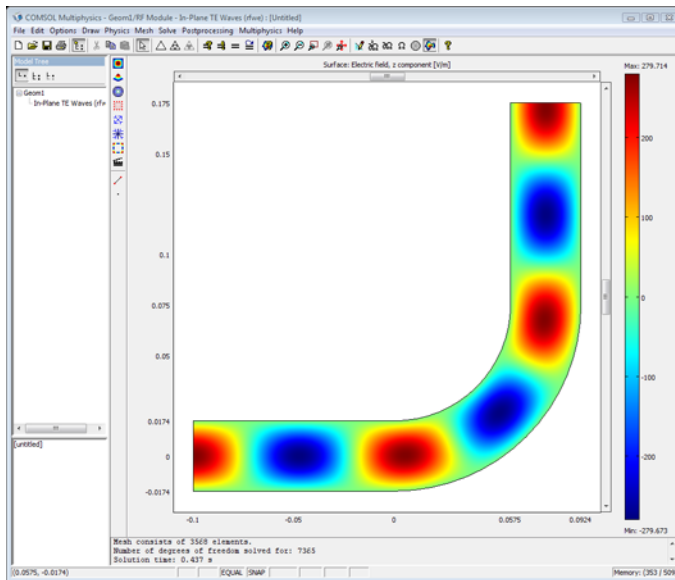 COMSOL Multiphysics - Geom1/RF Module - In-Plane TE Waves (rfwe) : [Untitled]
File Edit Options Draw Physics Mesh Solve Postprocessing Multiphysics Help
Model Tree
Geom1
In-Plane TE Waves (rfwe
[untitled]
Surface: Electric field, z component [V/m]
Max: 279.714
0.175
0.15
0.1
0.075
0.05
0.0174
0
-0.0174
-0.1
-0.05
0
0.0575
0.0924
200
100
0
-100
-200
Min: -279.673
Mesh consists of 3568 elements.
Number of degrees of freedom solved for: 7365
Solution time: 0.437 s
(0.0575, -0.0174)
EQUAL SNAP
Memory: (353 / 509